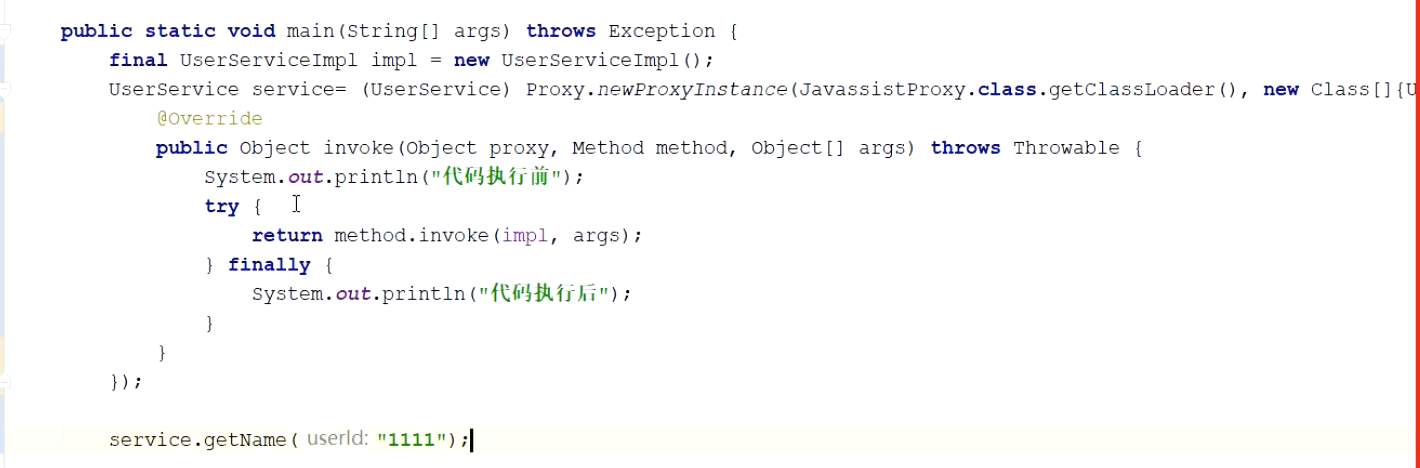 public static void main(String[] args) throws Exception {
final UserServiceImpl impl = new UserServiceImpl();
UserService service= (UserService) Proxy.newProxyInstance(JavassistProxy.class.getClassLoader(), new Class[]{U
@Override
public Object invoke(Object proxy, Method method, Object[] args) throws Throwable {
System.out.println("代码执行前");
try {
return method.invoke(impl, args);
} finally {
System.out.println("代码执行后");
}
}
});
service.getName( userId: "1111");